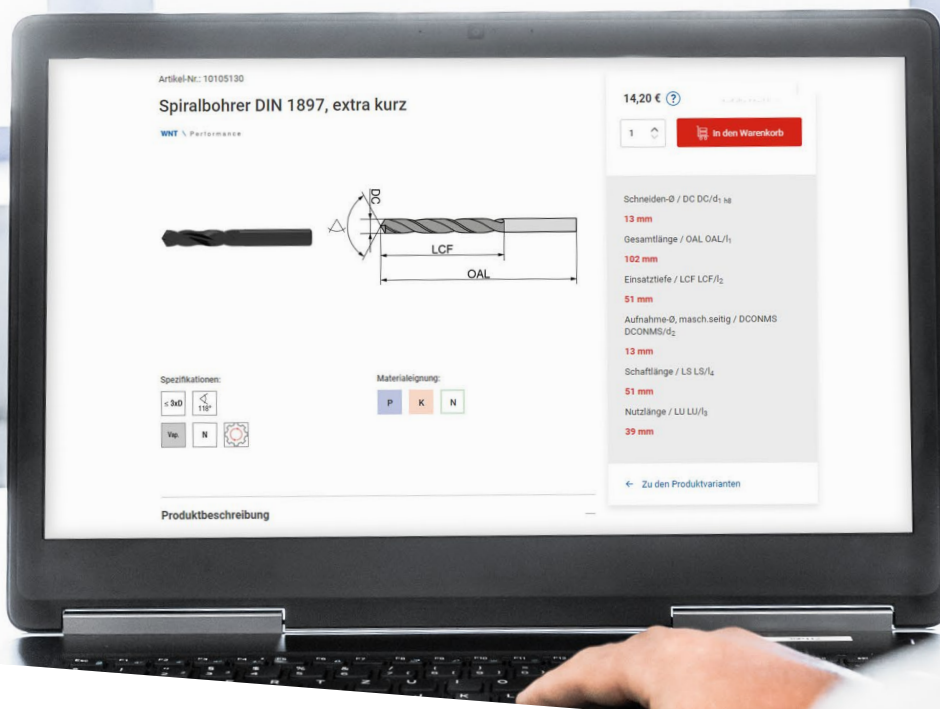 Artikel-Nr.: 10105130
Spiralbohrer DIN 1897, extra kurz
WNT \ Performance
DC
LCF
OAL
Spezifikationen:
≤ 3xD
118°
Vap.
N
Materialeignung:
P K N
Produktbeschreibung
14,20 € ?
1
In den Warenkorb
Schneiden-Ø / DC DC/d1 h8
13 mm
Gesamtlänge / OAL OAL/l1
102 mm
Einsatztiefe / LCF LCF/l2
51 mm
Aufnahme-Ø, masch.seitig / DCONMS
DCONMS/d2
13 mm
Schaftlänge / LS LS/l4
51 mm
Nutzlänge / LU LU/l3
39 mm
← Zu den Produktvarianten